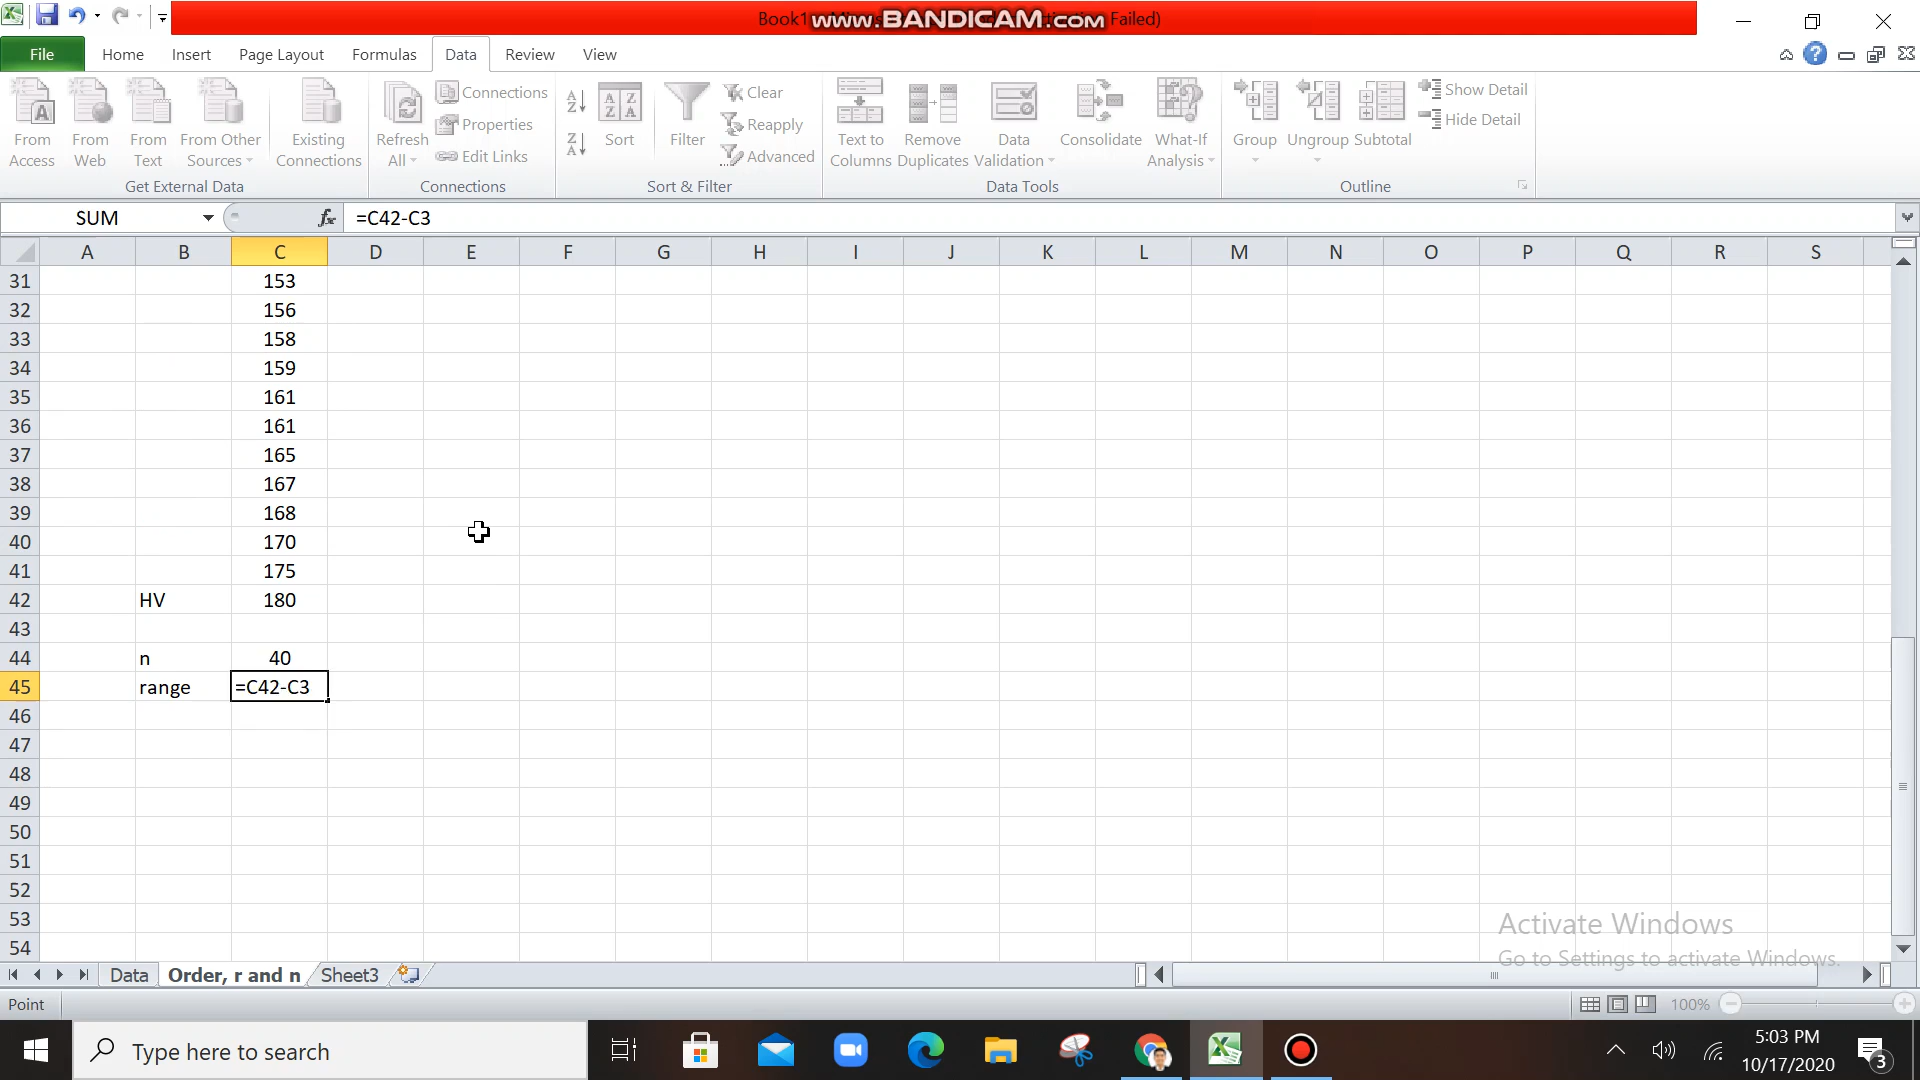 Book1
www.BANDICAM.com
Failed)
File Home Insert Page Layout Formulas Data Review View
From Access
From Web
From Text
From Other Sources
Existing Connections
Refresh All
Connections
Properties
Edit Links
Sort
Filter
Clear
Reapply
Advanced
Text to Columns
Remove Duplicates
Data Validation
Consolidate
What-If Analysis
Group
Ungroup
Subtotal
Show Detail
Hide Detail
Get External Data
Connections
Sort & Filter
Data Tools
Outline
SUM fx =C42-C3
A B C D E F G H I J K L M N O P Q R S
31 153
32 156
33 158
34 159
35 161
36 161
37 165
38 167
39 168
40 170
41 175
42 HV 180
43
44 n 40
45 range =C42-C3
46
47
48
49
50
51
52
53
54
Activate Windows
Go to Settings to activate Windows.
Data Order, r and n Sheet3
Point 100%
Type here to search
5:03 PM
10/17/2020
3